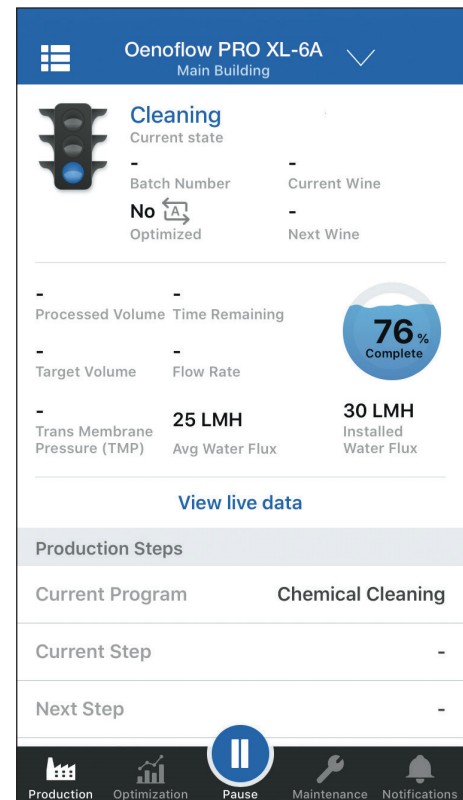 Oenoflow PRO XL-6A
Main Building
Cleaning
Current state
- -
Batch Number Current Wine
No A -
Optimized Next Wine
- -
Processed Volume Time Remaining
76%
Complete
- -
Target Volume Flow Rate
- 25 LMH 30 LMH
Trans Membrane Pressure (TMP) Avg Water Flux Installed Water Flux
View live data
Production Steps
Current Program Chemical Cleaning
Current Step -
Next Step -
Production Optimization Pause Maintenance Notifications